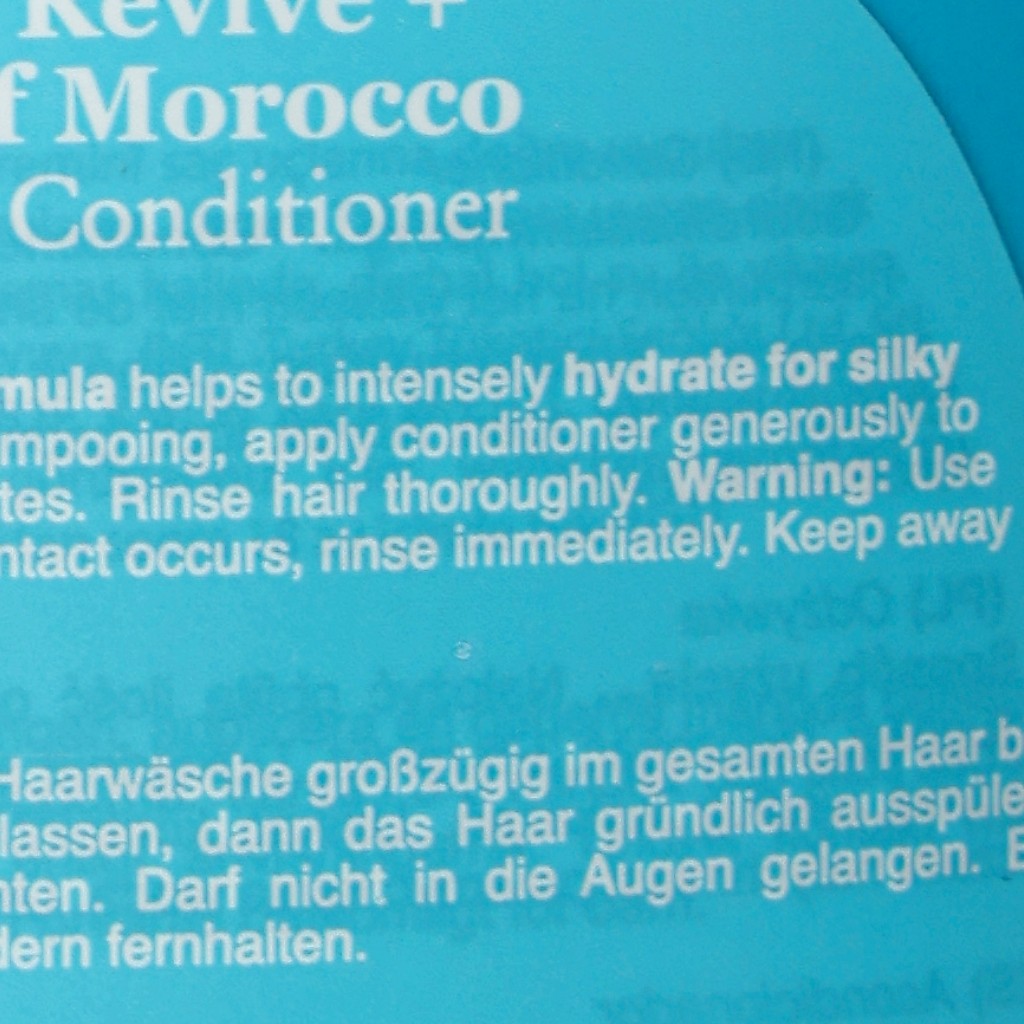 Revive +
f Morocco
Conditioner
mula helps to intensely hydrate for silky
mpooing, apply conditioner generously to
tes. Rinse hair thoroughly. Warning: Use
ntact occurs, rinse immediately. Keep away
Haarwäsche großzügig im gesamten Haar b
lassen, dann das Haar gründlich ausspüle
nten. Darf nicht in die Augen gelangen. E
dern fernhalten.